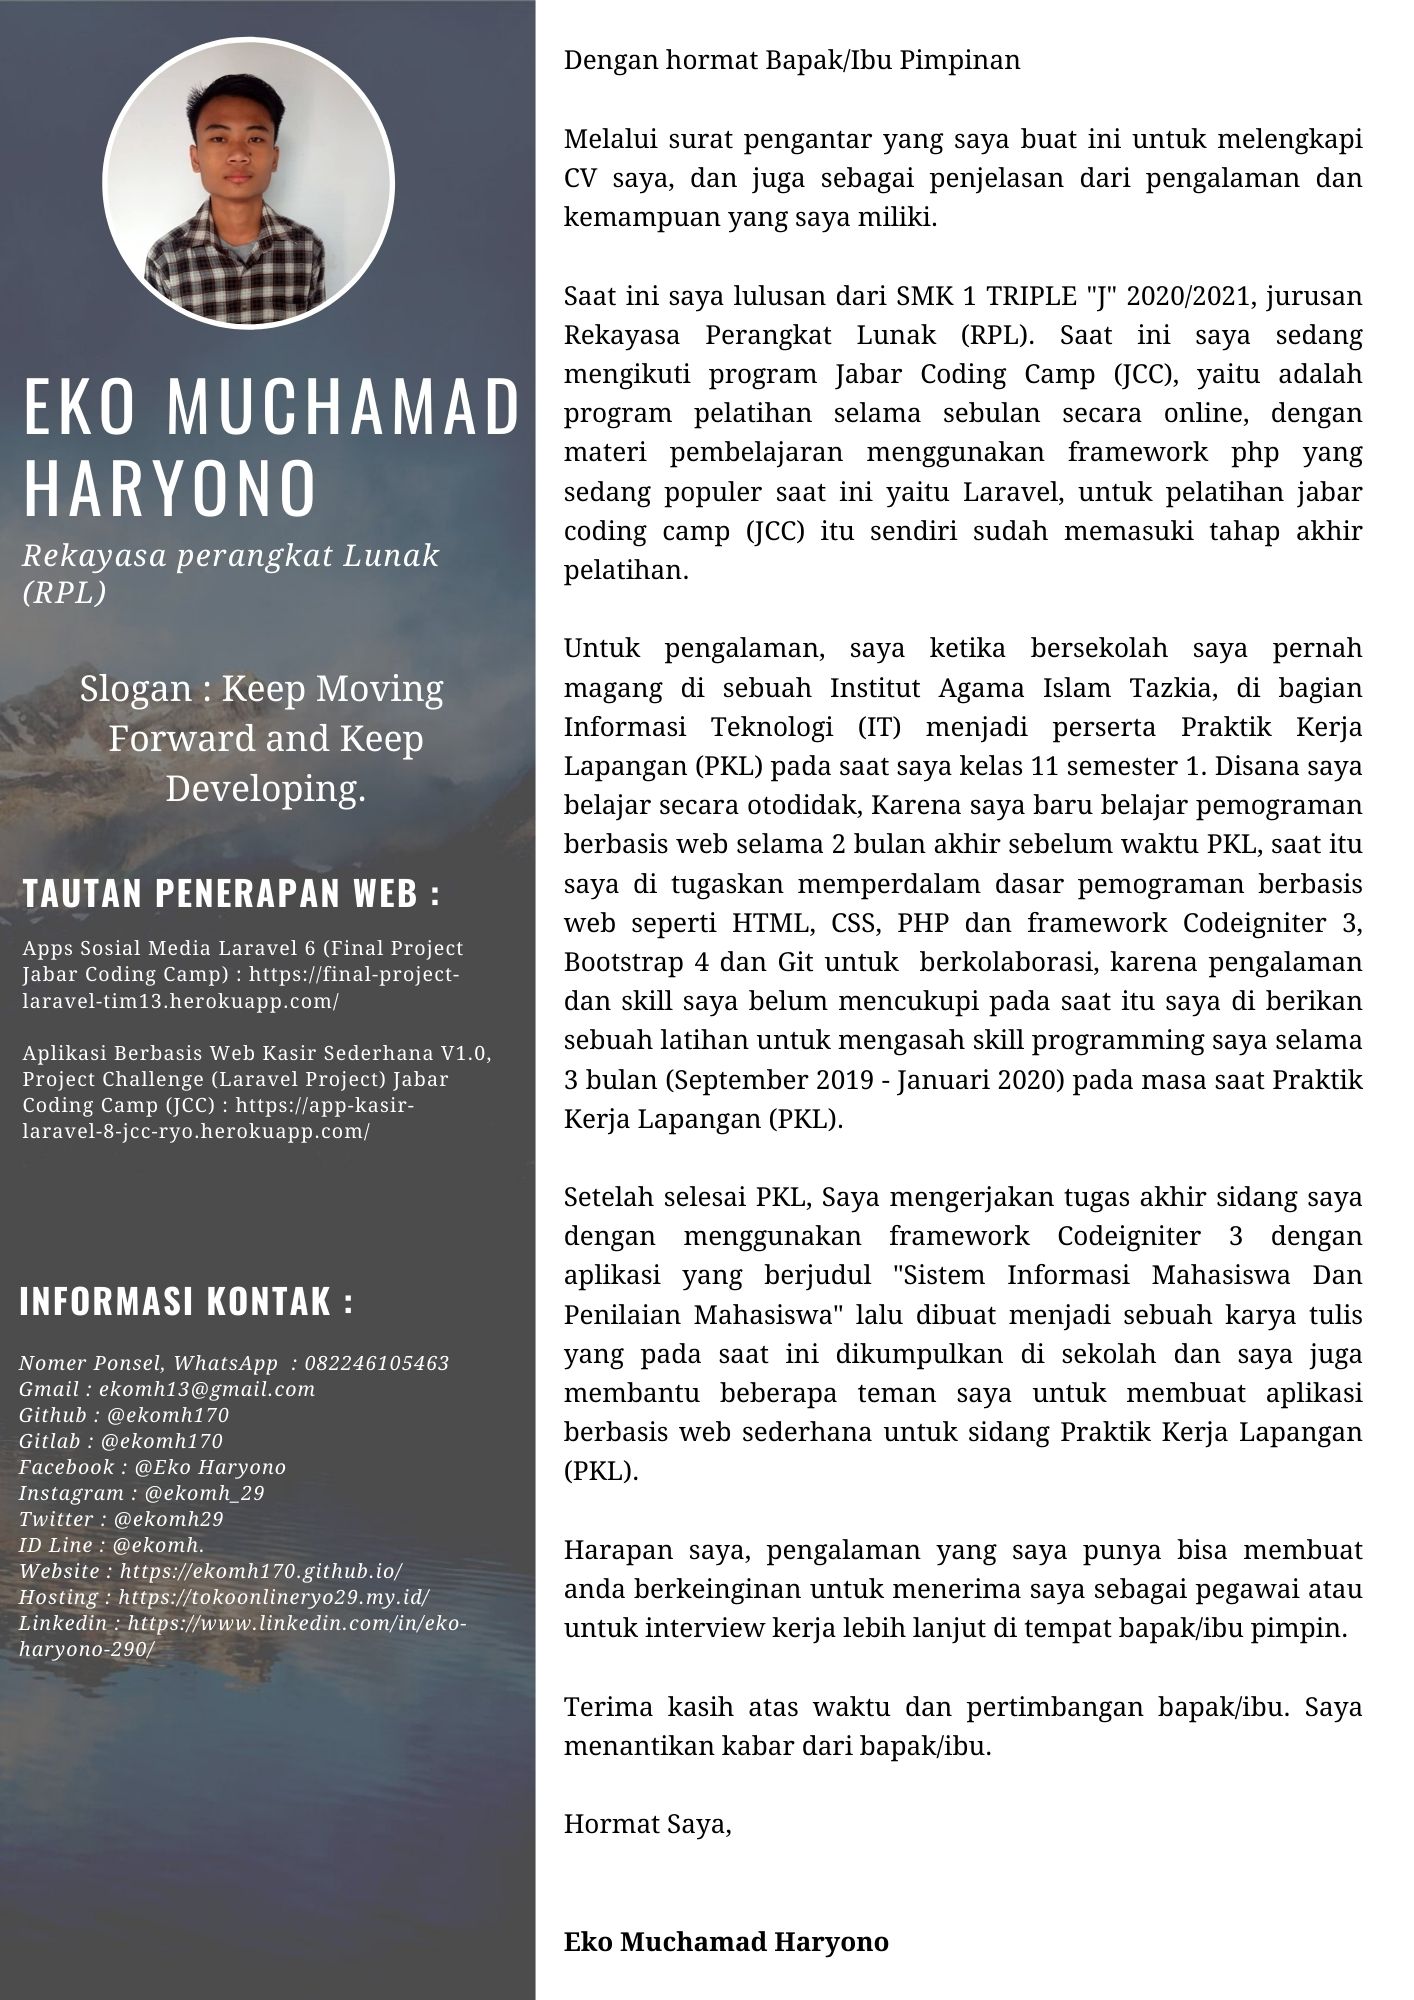 EKO MUCHAMAD
HARYONO
Rekayasa perangkat Lunak
(RPL)
Slogan : Keep Moving
Forward and Keep
Developing.
TAUTAN PENERAPAN WEB :
Apps Sosial Media Laravel 6 (Final Project
Jabar Coding Camp) : https://final-project-
laravel-tim13.herokuapp.com/
Aplikasi Berbasis Web Kasir Sederhana V1.0,
Project Challenge (Laravel Project) Jabar
Coding Camp (JCC) : https://app-kasir-
laravel-8-jcc-ryo.herokuapp.com/
INFORMASI KONTAK :
Nomer Ponsel, WhatsApp : 082246105463
Gmail : ekomh13@gmail.com
Github : @ekomh170
Gitlab : @ekomh170
Facebook : @Eko Haryono
Instagram : @ekomh_29
Twitter : @ekomh29
ID Line : @ekomh.
Website : https://ekomh170.github.io/
Hosting : https://tokoonlineryo29.my.id/
Linkedin : https://www.linkedin.com/in/eko-
haryono-290/
Dengan hormat Bapak/Ibu Pimpinan
Melalui surat pengantar yang saya buat ini untuk melengkapi
CV saya, dan juga sebagai penjelasan dari pengalaman dan
kemampuan yang saya miliki.
Saat ini saya lulusan dari SMK 1 TRIPLE "J" 2020/2021, jurusan
Rekayasa Perangkat Lunak (RPL). Saat ini saya sedang
mengikuti program Jabar Coding Camp (JCC), yaitu adalah
program pelatihan selama sebulan secara online, dengan
materi pembelajaran menggunakan framework php yang
sedang populer saat ini yaitu Laravel, untuk pelatihan jabar
coding camp (JCC) itu sendiri sudah memasuki tahap akhir
pelatihan.
Untuk pengalaman, saya ketika bersekolah saya pernah
magang di sebuah Institut Agama Islam Tazkia, di bagian
Informasi Teknologi (IT) menjadi perserta Praktik Kerja
Lapangan (PKL) pada saat saya kelas 11 semester 1. Disana saya
belajar secara otodidak, Karena saya baru belajar pemograman
berbasis web selama 2 bulan akhir sebelum waktu PKL, saat itu
saya di tugaskan memperdalam dasar pemograman berbasis
web seperti HTML, CSS, PHP dan framework Codeigniter 3,
Bootstrap 4 dan Git untuk berkolaborasi, karena pengalaman
dan skill saya belum mencukupi pada saat itu saya di berikan
sebuah latihan untuk mengasah skill programming saya selama
3 bulan (September 2019 - Januari 2020) pada masa saat Praktik
Kerja Lapangan (PKL).
Setelah selesai PKL, Saya mengerjakan tugas akhir sidang saya
dengan menggunakan framework Codeigniter 3 dengan
aplikasi yang berjudul "Sistem Informasi Mahasiswa Dan
Penilaian Mahasiswa" lalu dibuat menjadi sebuah karya tulis
yang pada saat ini dikumpulkan di sekolah dan saya juga
membantu beberapa teman saya untuk membuat aplikasi
berbasis web sederhana untuk sidang Praktik Kerja Lapangan
(PKL).
Harapan saya, pengalaman yang saya punya bisa membuat
anda berkeinginan untuk menerima saya sebagai pegawai atau
untuk interview kerja lebih lanjut di tempat bapak/ibu pimpin.
Terima kasih atas waktu dan pertimbangan bapak/ibu. Saya
menantikan kabar dari bapak/ibu.
Hormat Saya,
Eko Muchamad Haryono